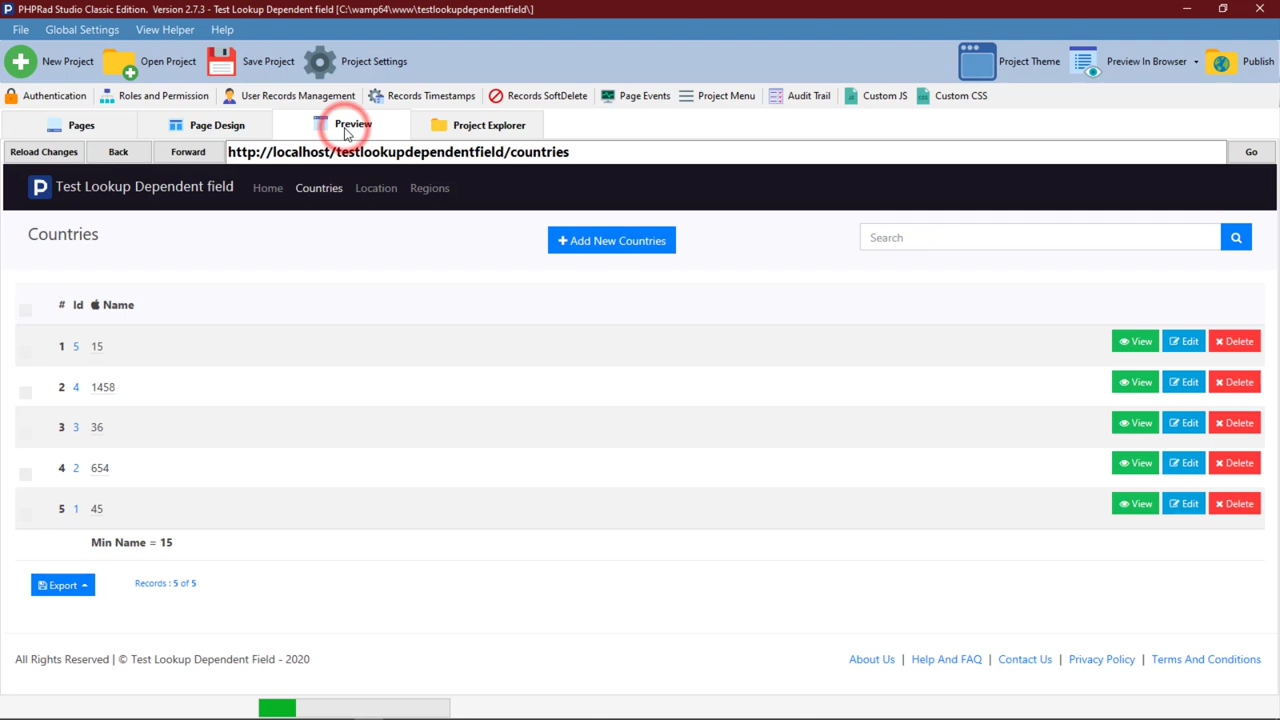 PHPRad Studio Classic Edition. Version 2.7.3 - Test Lookup Dependent field [C:\wamp64\www\testlookupdependentfield\]
File Global Settings View Helper Help
New Project Open Project Save Project Project Settings Project Theme Preview In Browser Publish
Authentication Roles and Permission User Records Management Records Timestamps Records SoftDelete Page Events Project Menu Audit Trail Custom JS Custom CSS
Pages Page Design Preview Project Explorer
Reload Changes Back Forward http://localhost/testlookupdependentfield/countries Go
Test Lookup Dependent field Home Countries Location Regions
Countries Add New Countries Search
# Id Name
1 5 15 View Edit Delete
2 4 1458 View Edit Delete
3 3 36 View Edit Delete
4 2 654 View Edit Delete
5 1 45 View Edit Delete
Min Name = 15
Export Records : 5 of 5
All Rights Reserved | © Test Lookup Dependent Field - 2020 About Us | Help And FAQ | Contact Us | Privacy Policy | Terms And Conditions